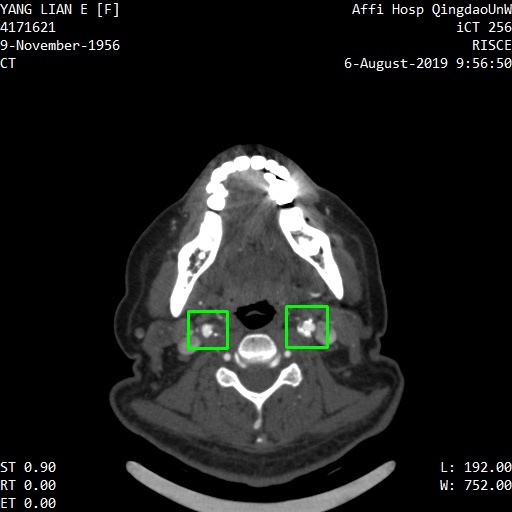 YANG LIAN E [F]
4171621
9-November-1956
CT
Affi Hosp QingdaoUnW
iCT 256
RISCE
6-August-2019 9:56:50
ST 0.90
RT 0.00
ET 0.00
L: 192.00
W: 752.00